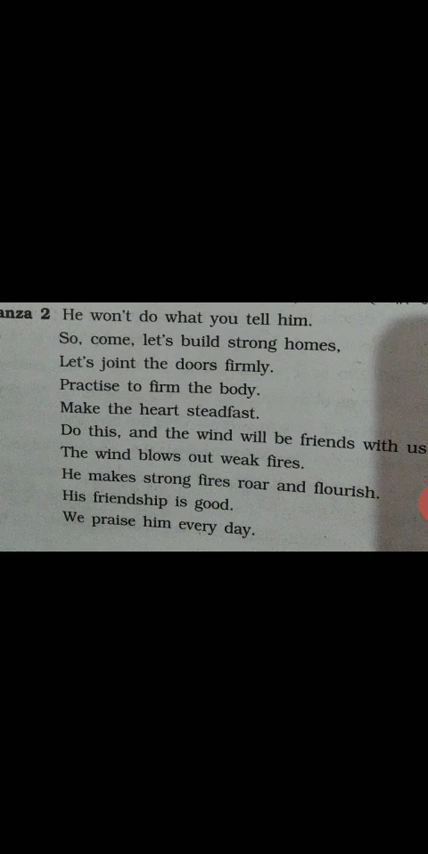 anza 2 He won't do what you tell him.
So, come, let's build strong homes,
Let's joint the doors firmly.
Practise to firm the body.
Make the heart steadfast.
Do this, and the wind will be friends with us
The wind blows out weak fires.
He makes strong fires roar and flourish.
His friendship is good.
We praise him every day.